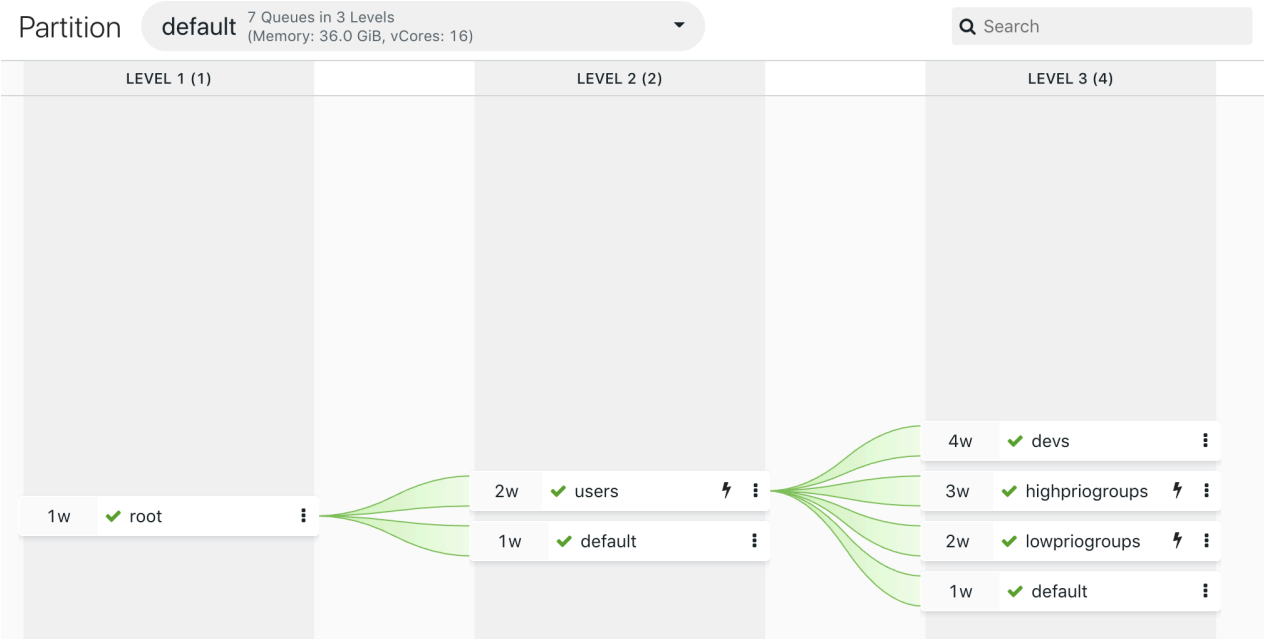 Partition
default
7 Queues in 3 Levels
(Memory: 36.0 GiB, vCores: 16)
Search
LEVEL 1 (1)
LEVEL 2 (2)
LEVEL 3 (4)
4w devs
2w users
3w highpriogroups
1w root
1w default
2w lowpriogroups
1w default